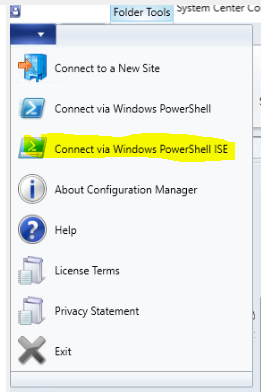 Folder Tools
System Center Co
Connect to a New Site
Connect via Windows PowerShell
Connect via Windows PowerShell ISE
About Configuration Manager
Help
License Terms
Privacy Statement
Exit